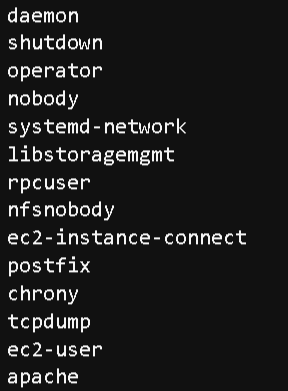 daemon
shutdown
operator
nobody
systemd-network
libstoragemgmt
rpcuser
nfsnobody
ec2-instance-connect
postfix
chrony
tcpdump
ec2-user
apache